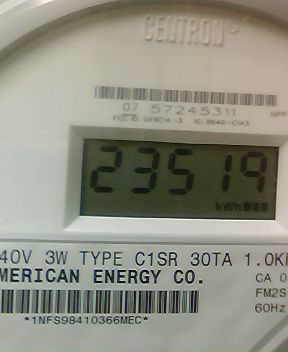 CENTRON
07 57245311
23519
kWh
40V 3W TYPE C1SR 30TA 1.0K
MERICAN ENERGY CO.
CA 0
FM2S
60Hz
*1NFS98410366MEC*